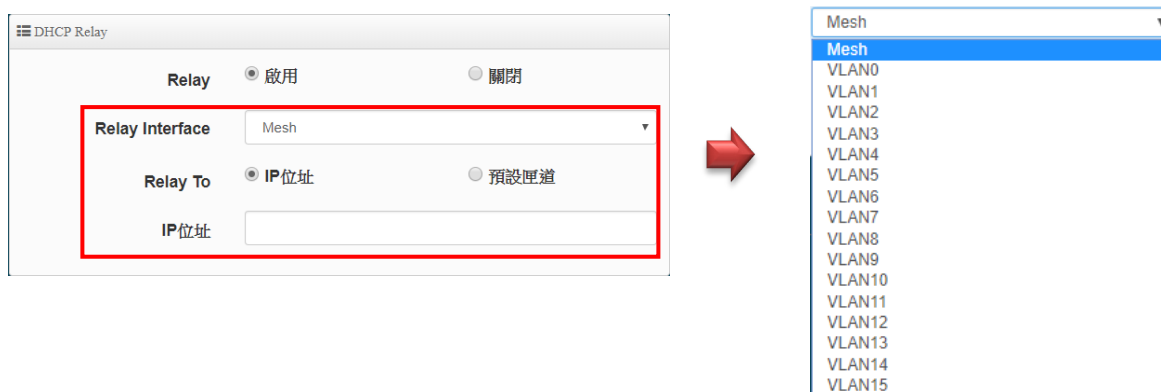 DHCP Relay
Relay 啟用 關閉
Relay Interface Mesh
Relay To IP位址 預設匣道
IP位址
Mesh
Mesh
VLAN0
VLAN1
VLAN2
VLAN3
VLAN4
VLAN5
VLAN6
VLAN7
VLAN8
VLAN9
VLAN10
VLAN11
VLAN12
VLAN13
VLAN14
VLAN15